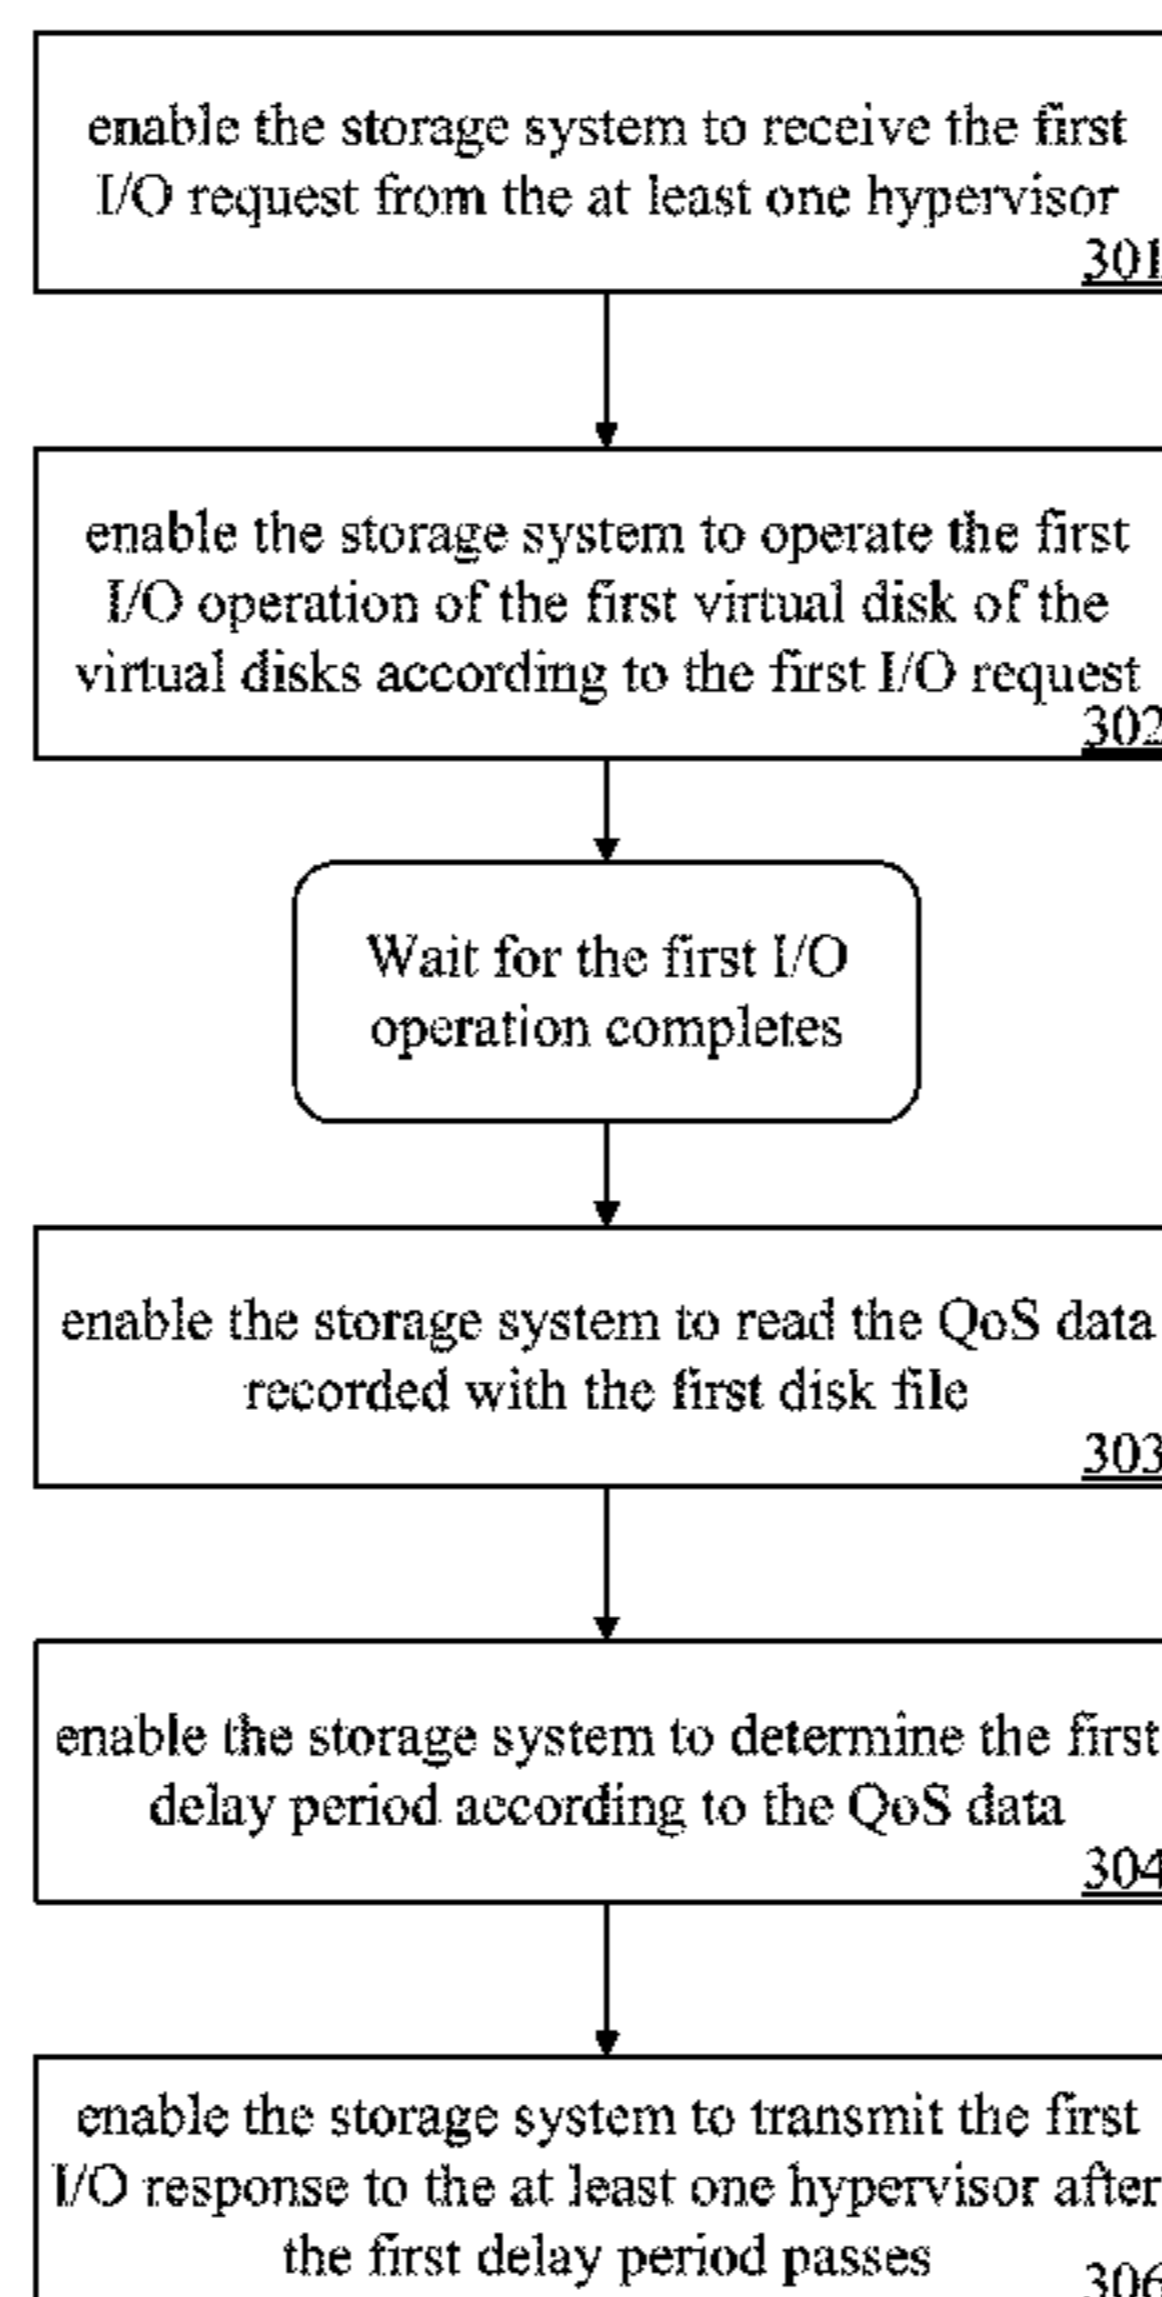 enable the storage system to receive the first
I/O request from the at least one hypervisor
301
enable the storage system to operate the first
I/O operation of the first virtual disk of the
virtual disks according to the first I/O request
302
Wait for the first I/O
operation completes
enable the storage system to read the QoS data
recorded with the first disk file
303
enable the storage system to determine the first
delay period according to the QoS data
304
enable the storage system to transmit the first
I/O response to the at least one hypervisor after
the first delay period passes
306